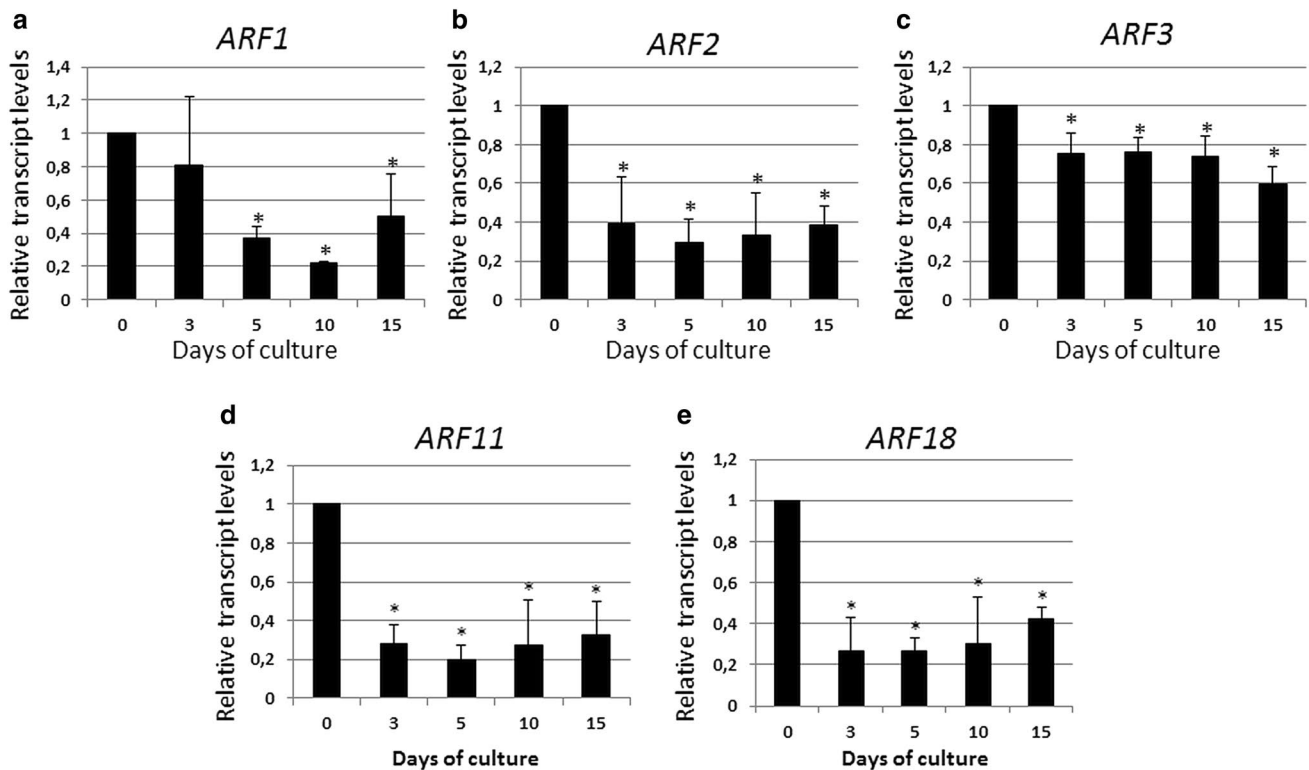 a
ARF1
Relative transcript levels
1,4
1,2
1
0,8
0,6
0,4
0,2
0
*
*
*
0 3 5 10 15
Days of culture
b
ARF2
Relative transcript levels
1,2
1
0,8
0,6
0,4
0,2
0
*
*
*
*
0 3 5 10 15
Days of culture
c
ARF3
Relative transcript levels
1,2
1
0,8
0,6
0,4
0,2
0
*
*
*
*
0 3 5 10 15
Days of culture
d
ARF11
Relative transcript levels
1,2
1
0,8
0,6
0,4
0,2
0
*
*
*
*
0 3 5 10 15
Days of culture
e
ARF18
Relative transcript levels
1,2
1
0,8
0,6
0,4
0,2
0
*
*
*
*
0 3 5 10 15
Days of culture